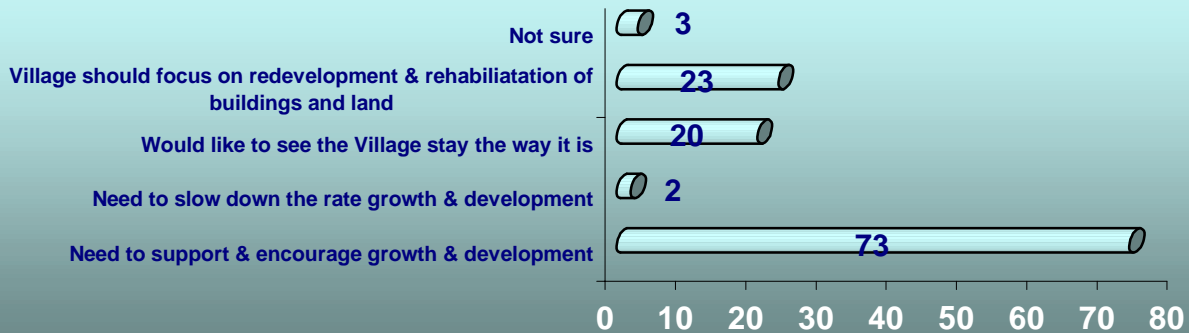 Not sure
3
Village should focus on redevelopment & rehabiliatation of
buildings and land
23
Would like to see the Village stay the way it is
20
Need to slow down the rate growth & development
2
Need to support & encourage growth & development
73
0 10 20 30 40 50 60 70 80